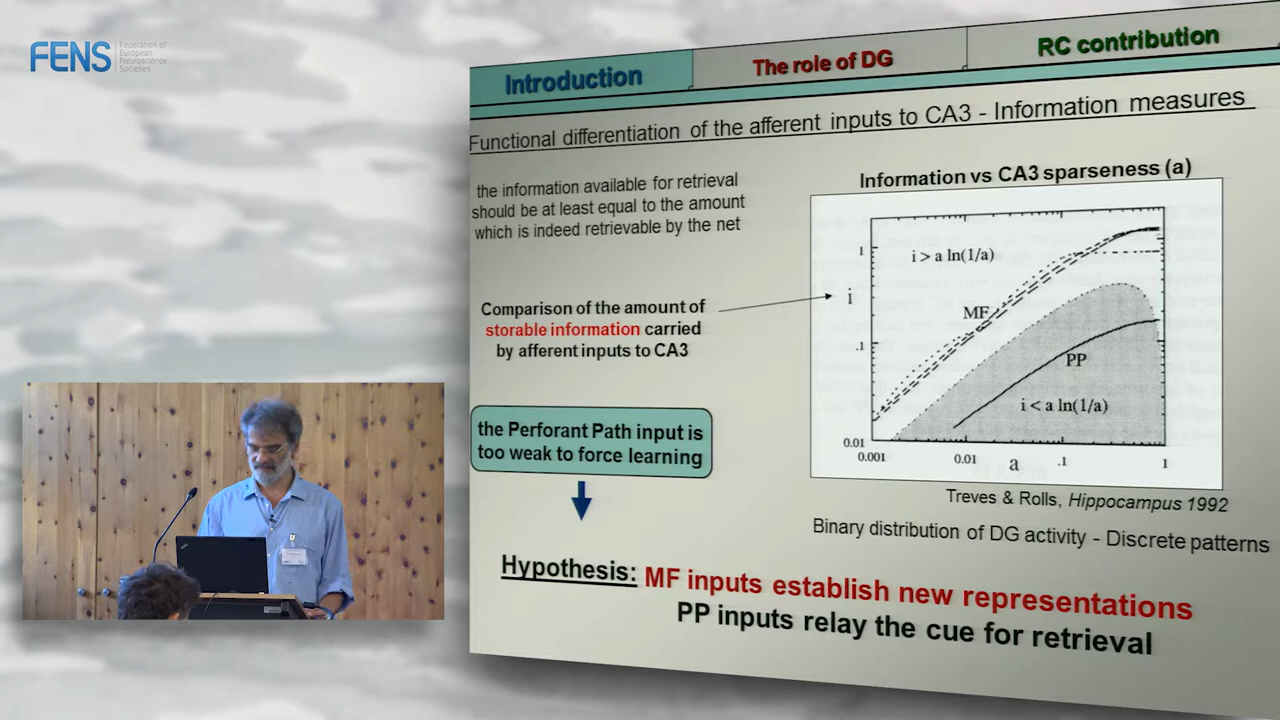 FENS
Federation of
European
Neuroscience
Societies
Introduction
The role of DG
RC contribution
Functional differentiation of the afferent inputs to CA3 - Information measures
the information available for retrieval
should be at least equal to the amount
which is indeed retrievable by the net
Comparison of the amount of
storable information carried
by afferent inputs to CA3
the Perforant Path input is
too weak to force learning
Information vs CA3 sparseness (a)
1
i > a ln(1/a)
i
MF
.1
PP
i < a ln(1/a)
0.01
0.001
0.01
a
.1
1
Treves & Rolls, Hippocampus 1992
Binary distribution of DG activity - Discrete patterns
Hypothesis: MF inputs establish new representations
PP inputs relay the cue for retrieval